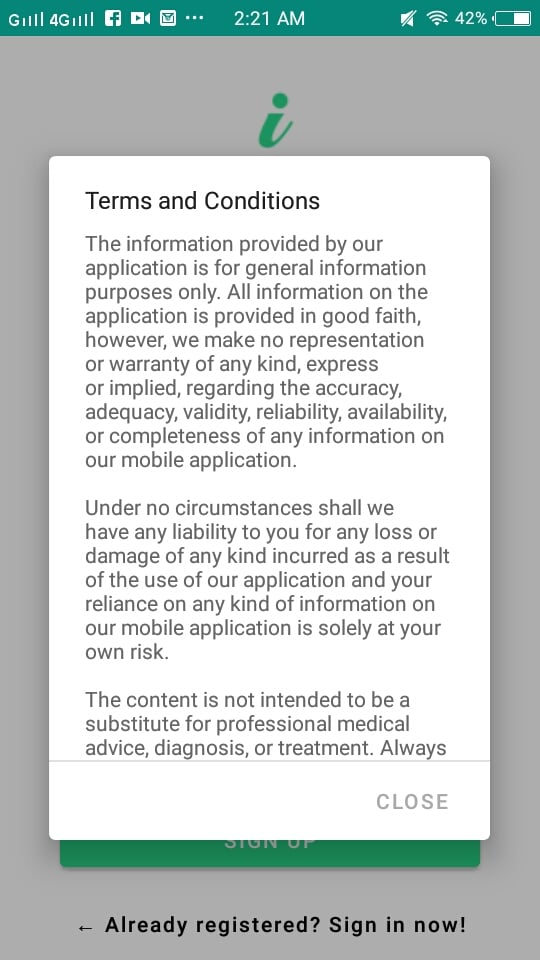 G 4G ... 2:21 AM 42%
i
Terms and Conditions
The information provided by our
application is for general information
purposes only. All information on the
application is provided in good faith,
however, we make no representation
or warranty of any kind, express
or implied, regarding the accuracy,
adequacy, validity, reliability, availability,
or completeness of any information on
our mobile application.
Under no circumstances shall we
have any liability to you for any loss or
damage of any kind incurred as a result
of the use of our application and your
reliance on any kind of information on
our mobile application is solely at your
own risk.
The content is not intended to be a
substitute for professional medical
advice, diagnosis, or treatment. Always
CLOSE
SIGN UP
← Already registered? Sign in now!